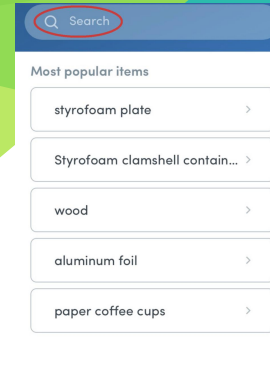 Search
Most popular items
styrofoam plate
Styrofoam clamshell contain...
wood
aluminum foil
paper coffee cups